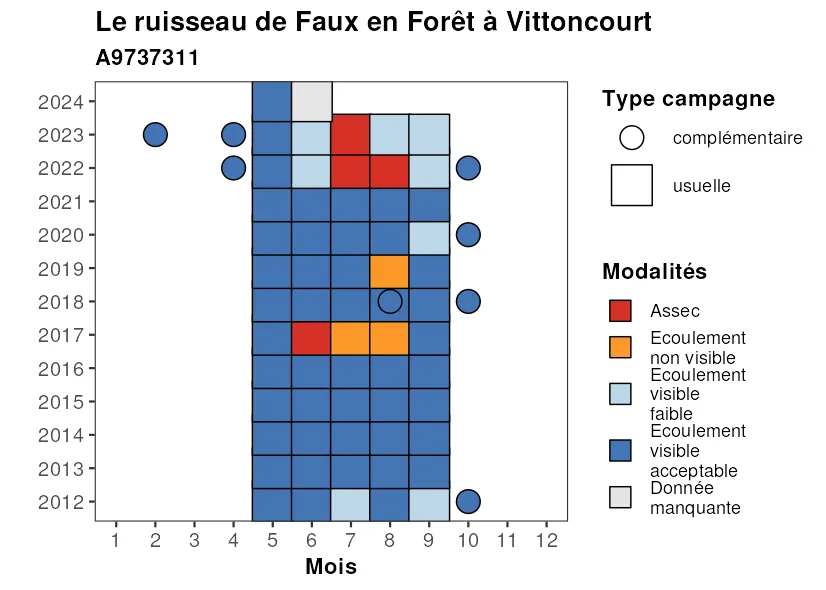 Le ruisseau de Faux en Forêt à Vittoncourt
A9737311
2024
2023
2022
2021
2020
2019
2018
2017
2016
2015
2014
2013
2012
1 2 3 4 5 6 7 8 9 10 11 12
Mois
Type campagne
complémentaire
usuelle
Modalités
Assec
Ecoulement
non visible
Ecoulement
visible
faible
Ecoulement
visible
acceptable
Donnée
manquante